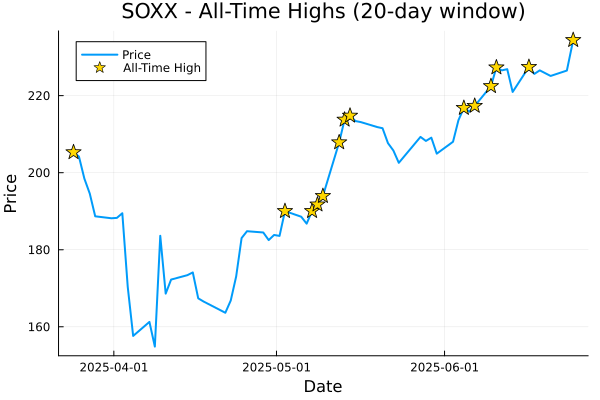 SOXX - All-Time Highs (20-day window)
Price
All-Time High
Price
220
200
180
160
2025-04-01
2025-05-01
2025-06-01
Date